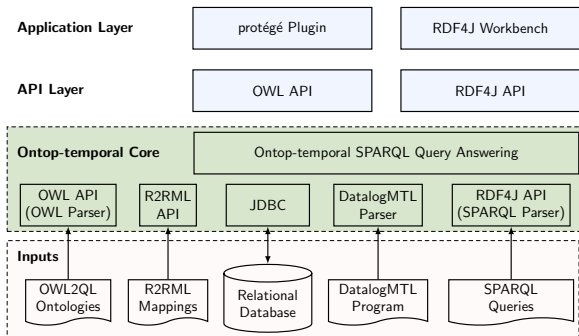 Application Layer
protégé Plugin
RDF4J Workbench
API Layer
OWL API
RDF4J API
Ontop-temporal Core
Ontop-temporal SPARQL Query Answering
OWL API
(OWL Parser)
R2RML
API
JDBC
DatalogMTL
Parser
RDF4J API
(SPARQL Parser)
Inputs
OWL2QL
Ontologies
R2RML
Mappings
Relational
Database
DatalogMTL
Program
SPARQL
Queries